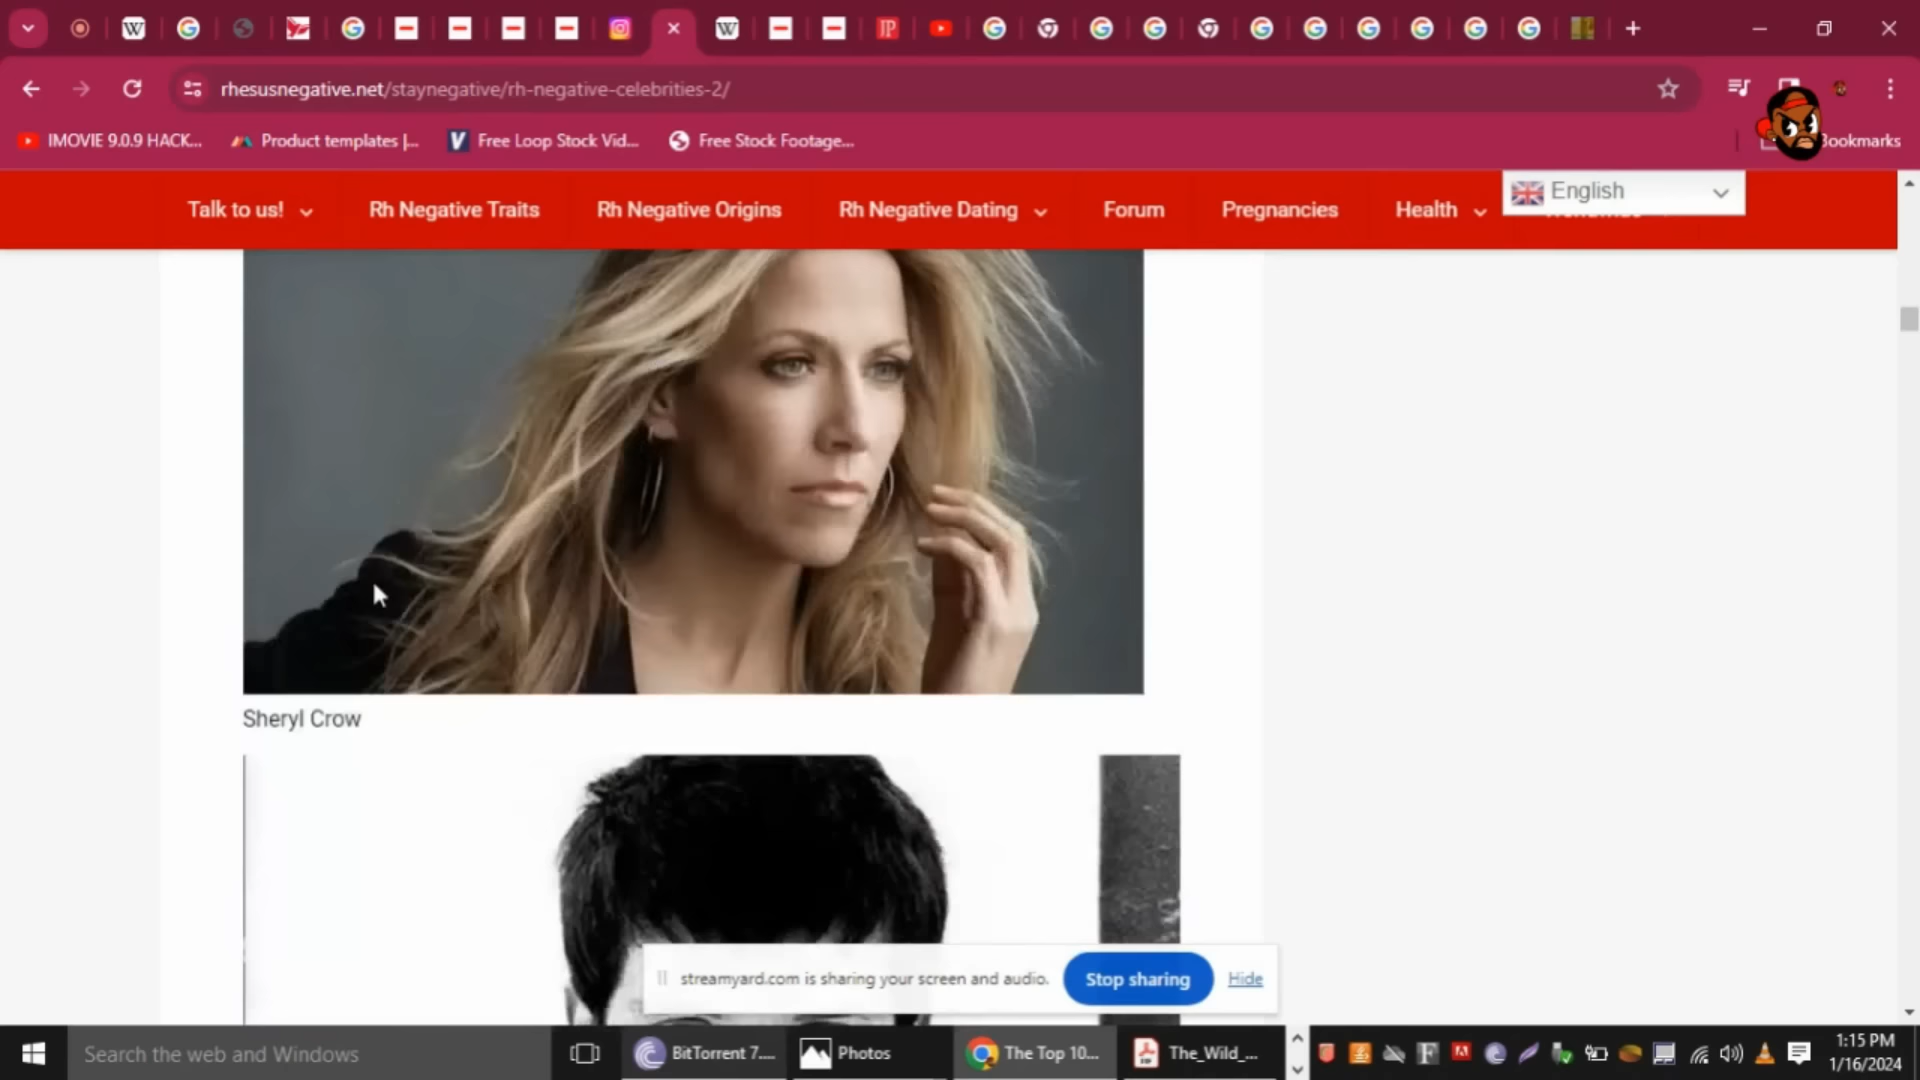 rhesusnegative.net/staynegative/rh-negative-celebrities-2/
IMOVIE 9.0.9 HACK...
Product templates |...
Free Loop Stock Vid...
Free Stock Footage...
Bookmarks
Talk to us!
Rh Negative Traits
Rh Negative Origins
Rh Negative Dating
Forum
Pregnancies
Health
English
Sheryl Crow
streamyard.com is sharing your screen and audio.
Stop sharing
Hide
Search the web and Windows
BitTorrent 7....
Photos
The Top 10...
The_Wild_...
1:15 PM
1/16/2024